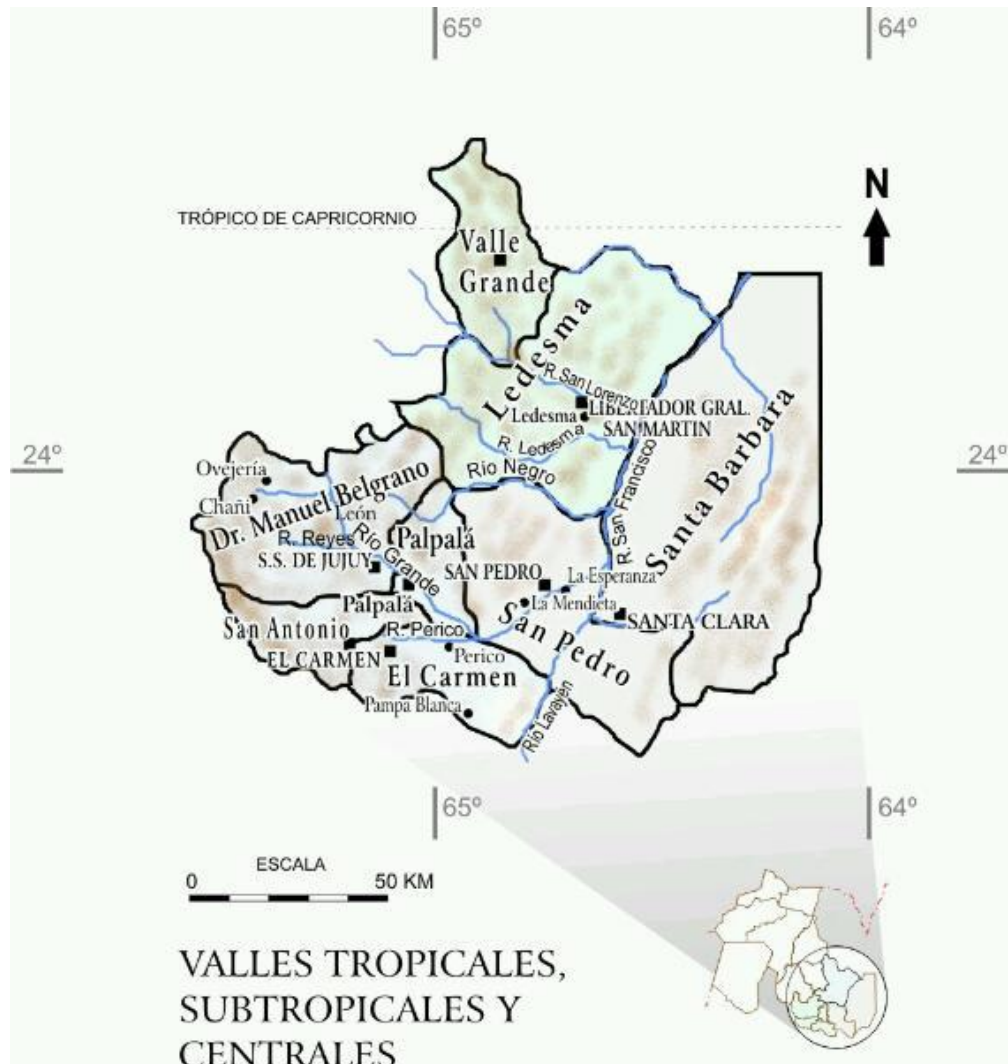 65º
64º
N
TRÓPICO DE CAPRICORNIO
Valle
Grande
Ledesma
R. San Lorenzo
LIBERTADOR GRAL.
SAN MARTIN
Ledesma
R. Ledesma
Río Negro
R. San Francisco
Santa Barbara
24º
24º
Ovejería
Chañi
Dr. Manuel Belgrano
León
R. Reyes
Río Grande
S.S. DE JUJUY
Palpalá
SAN PEDRO
La Esperanza
La Mendieta
Palpalá
San Pedro
SANTA CLARA
San Antonio
R. Perico
EL CARMEN
Perico
El Carmen
Pampa Blanca
Río Lavayen
65º
64º
ESCALA
0 50 KM
VALLES TROPICALES,
SUBTROPICALES Y
CENTRALES